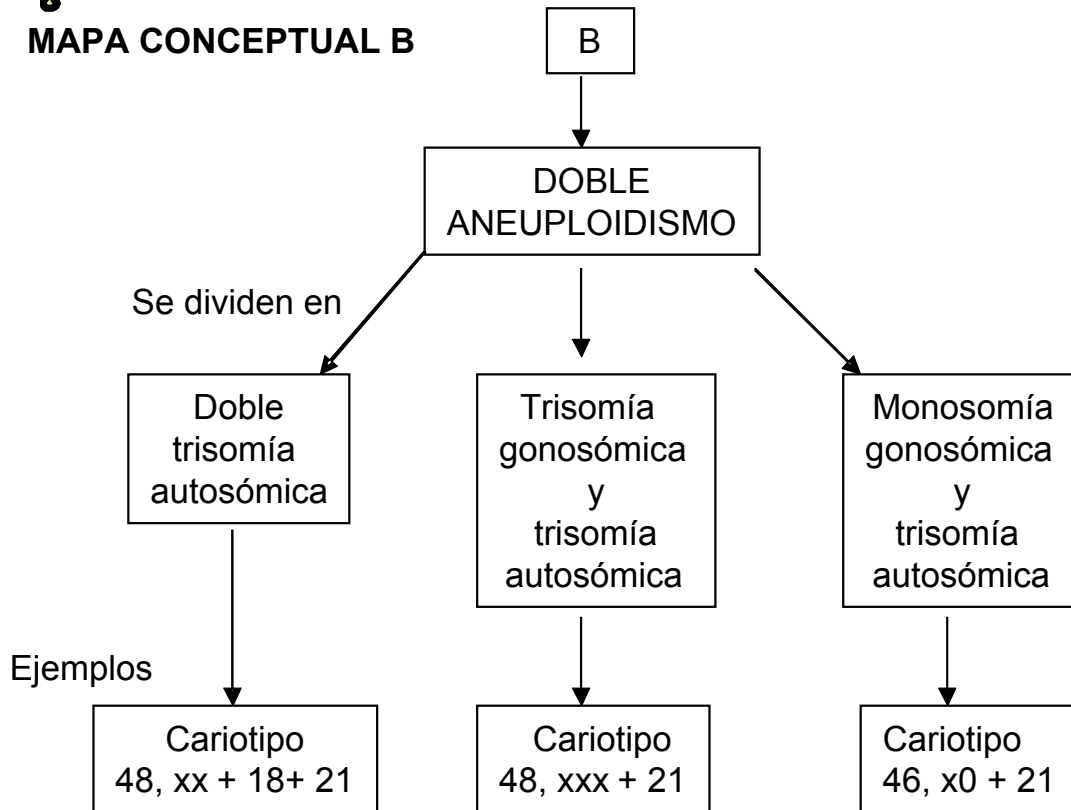 MAPA CONCEPTUAL B
B
DOBLE
ANEUPLOIDISMO
Se dividen en
Doble
trisomía
autosómica
Trisomía
gonosómica
y
trisomía
autosómica
Monosomía
gonosómica
y
trisomía
autosómica
Ejemplos
Cariotipo
48, xx + 18+ 21
Cariotipo
48, xxx + 21
Cariotipo
46, x0 + 21